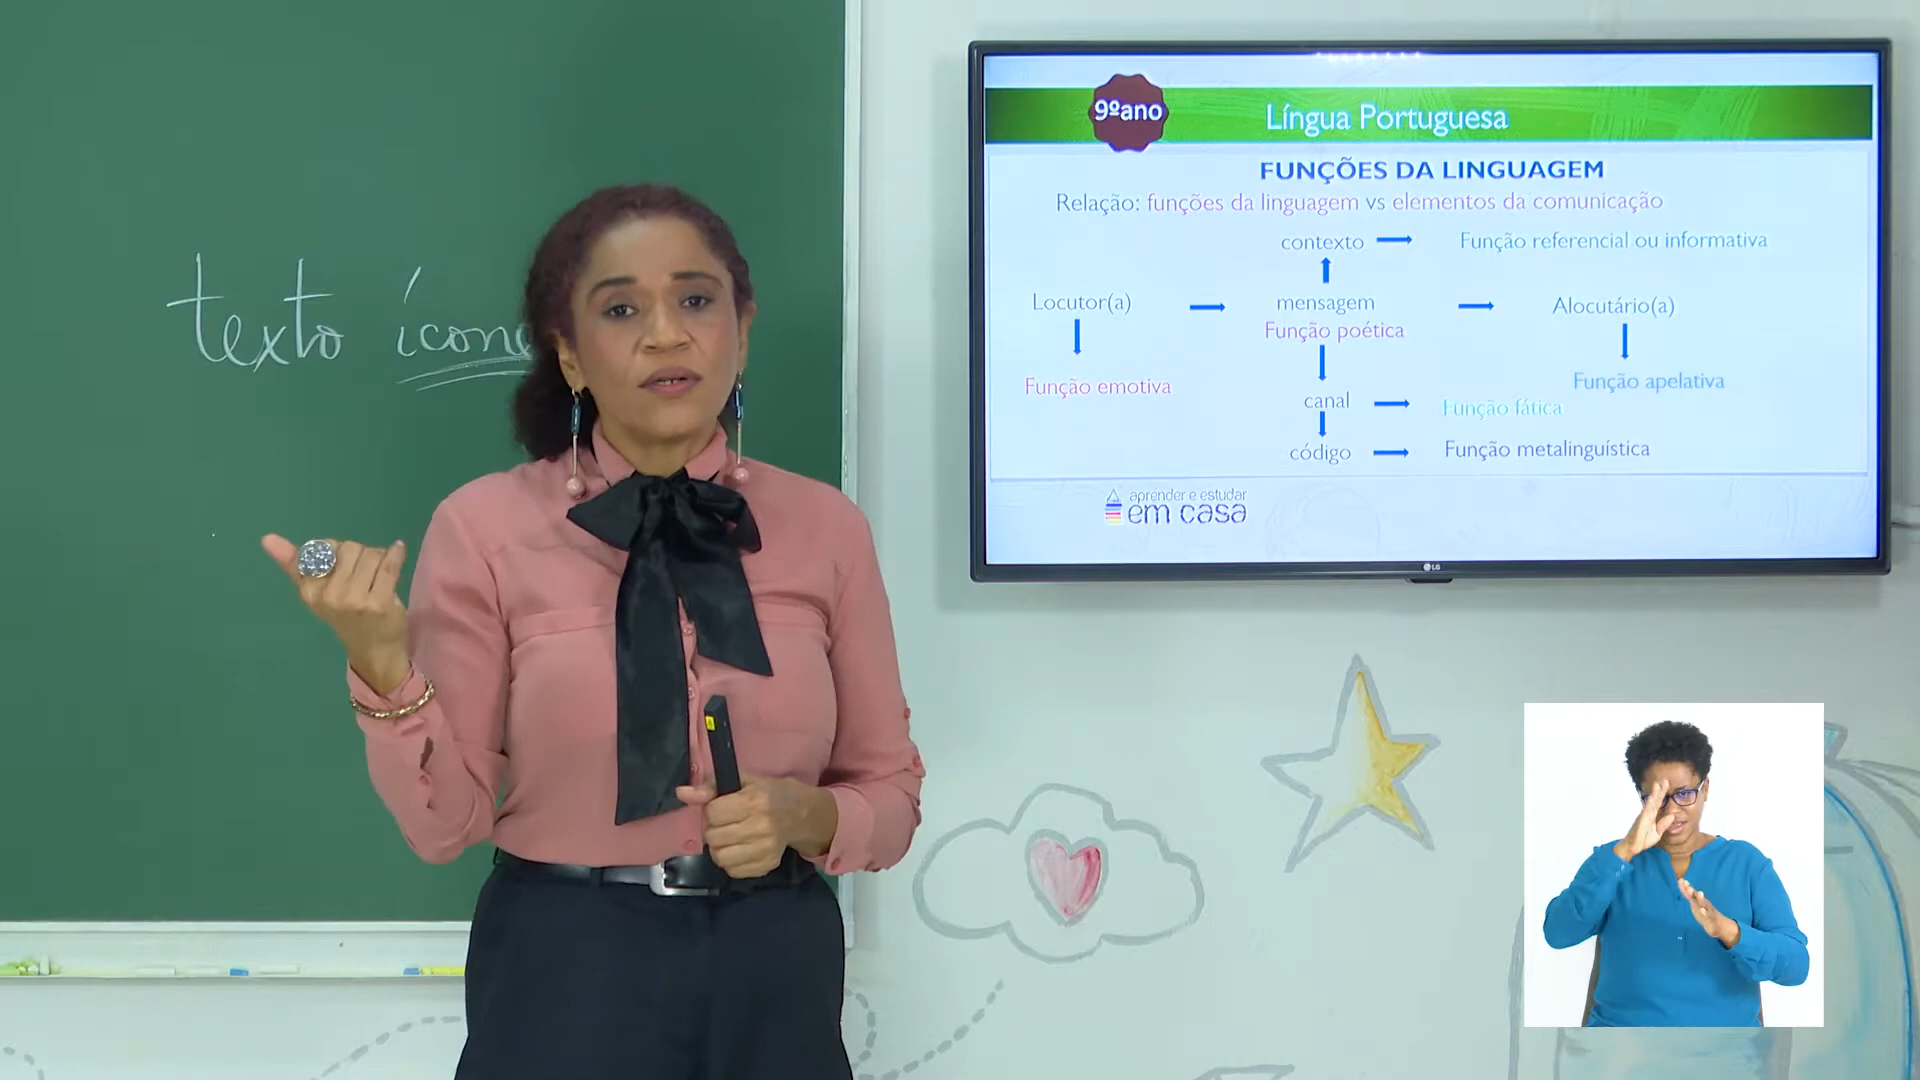 texto
9ºano
Língua Portuguesa
FUNÇÕES DA LINGUAGEM
Relação: funções da linguagem vs elementos da comunicação
contexto
Função referencial ou informativa
Locutor(a)
mensagem
Alocutário(a)
Função poética
Função emotiva
Função apelativa
canal
Função fática
código
Função metalinguística
aprender e estudar
em casa
LG